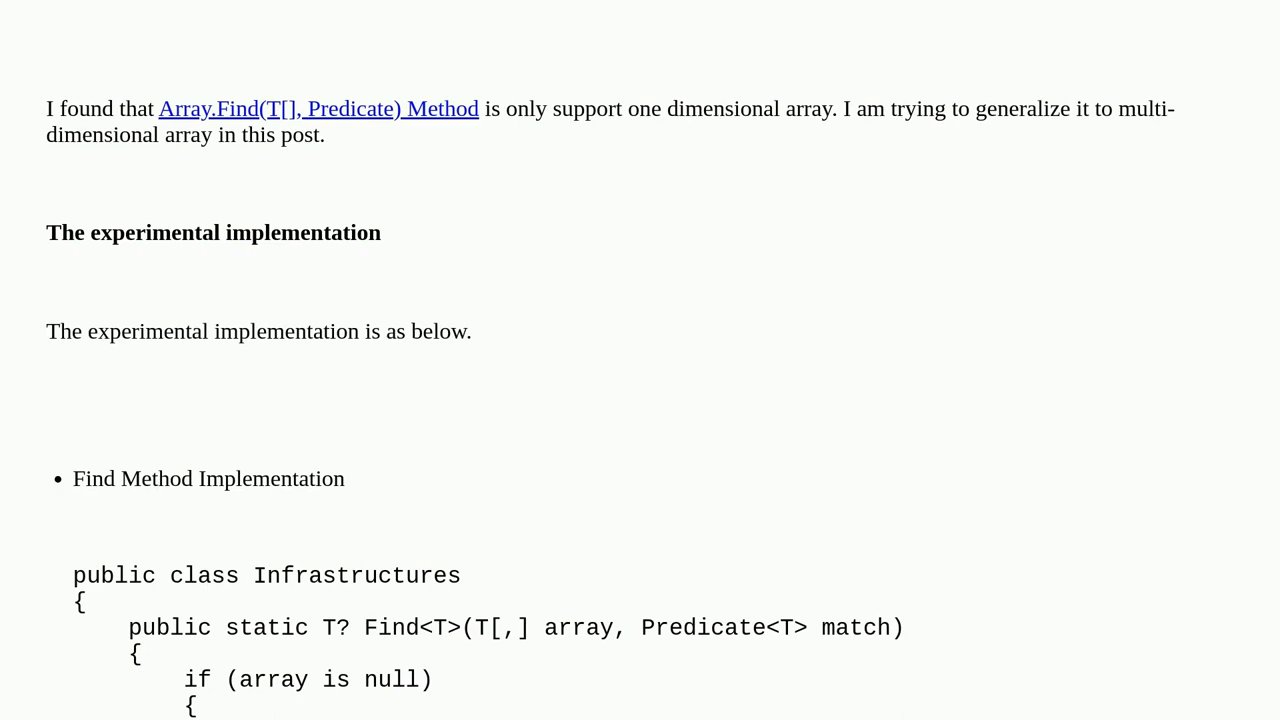 I found that Array.Find(T[], Predicate) Method is only support one dimensional array. I am trying to generalize it to multi-
dimensional array in this post.
The experimental implementation
The experimental implementation is as below.
• Find Method Implementation
public class Infrastructures
{
    public static T? Find<T>(T[,] array, Predicate<T> match)
    {
        if (array is null)
        {